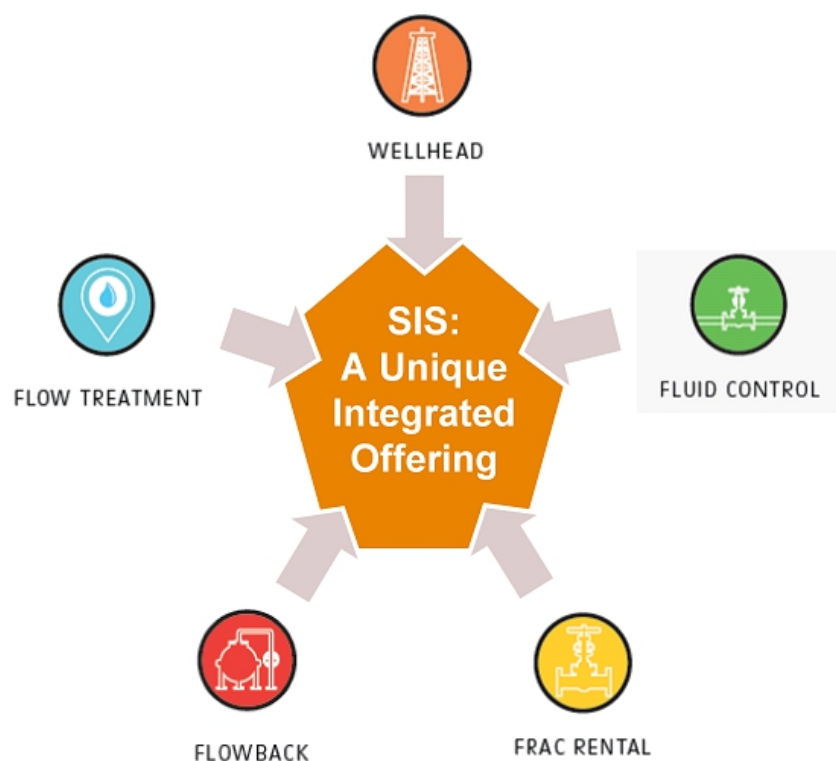 WELLHEAD
SIS:
A Unique
Integrated
Offering
FLOW TREATMENT
FLUID CONTROL
FLOWBACK
FRAC RENTAL